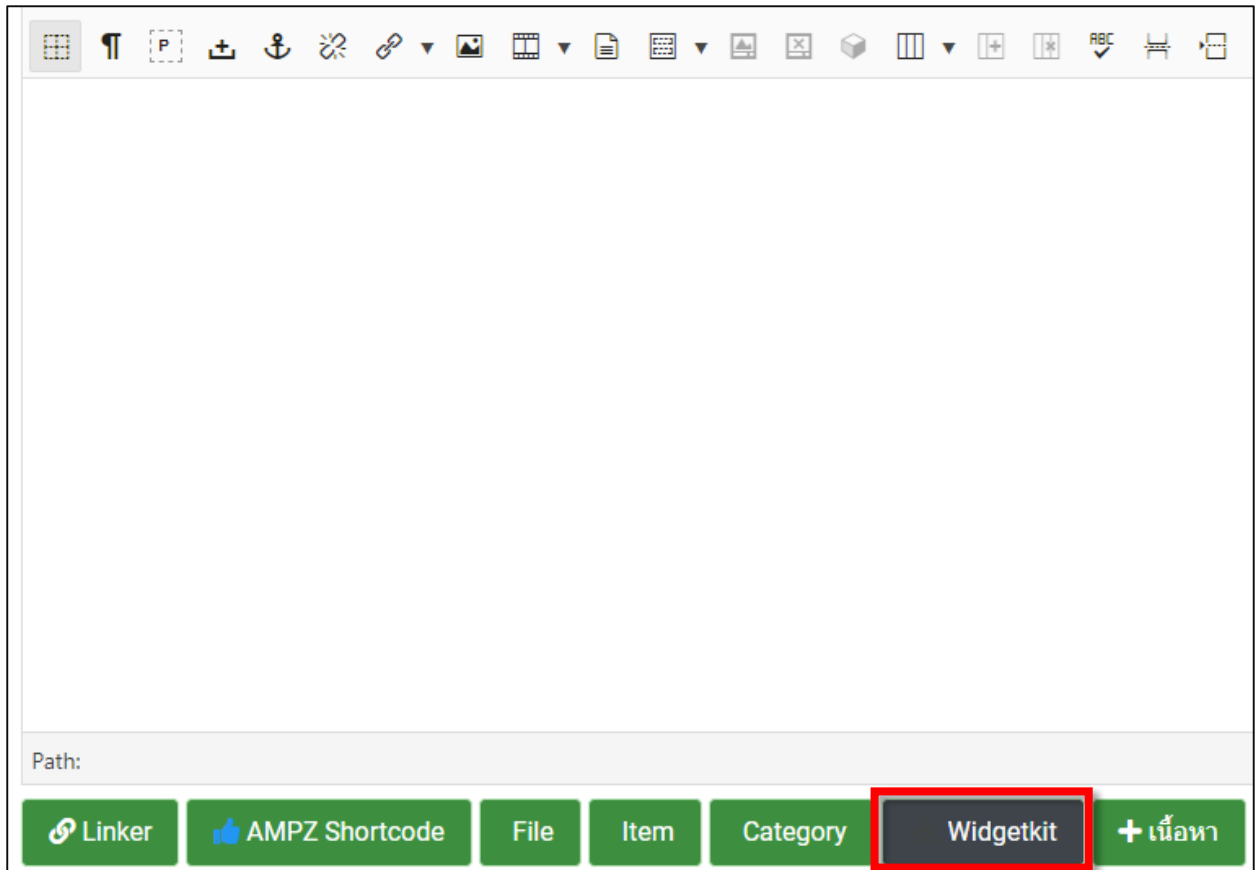 ¶ P ABC
Path:
Linker AMPZ Shortcode File Item Category Widgetkit + เนื้อหา